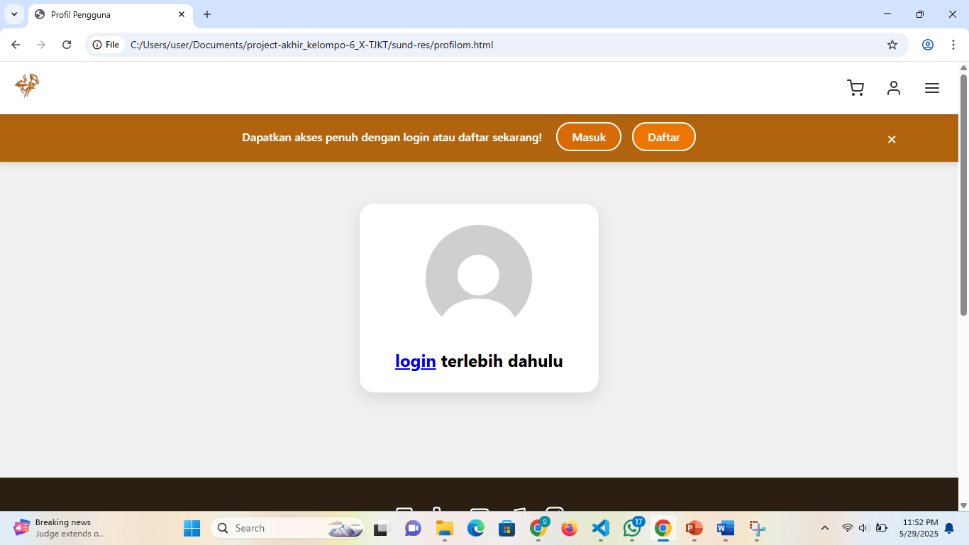 Profil Pengguna
File
C:/Users/user/Documents/project-akhir_kelompo-6_X-TJKT/sund-res/profilom.html
Dapatkan akses penuh dengan login atau daftar sekarang!
Masuk
Daftar
×
login terlebih dahulu
Breaking news
Judge extends o...
Search
8
17
11:52 PM
5/29/2025